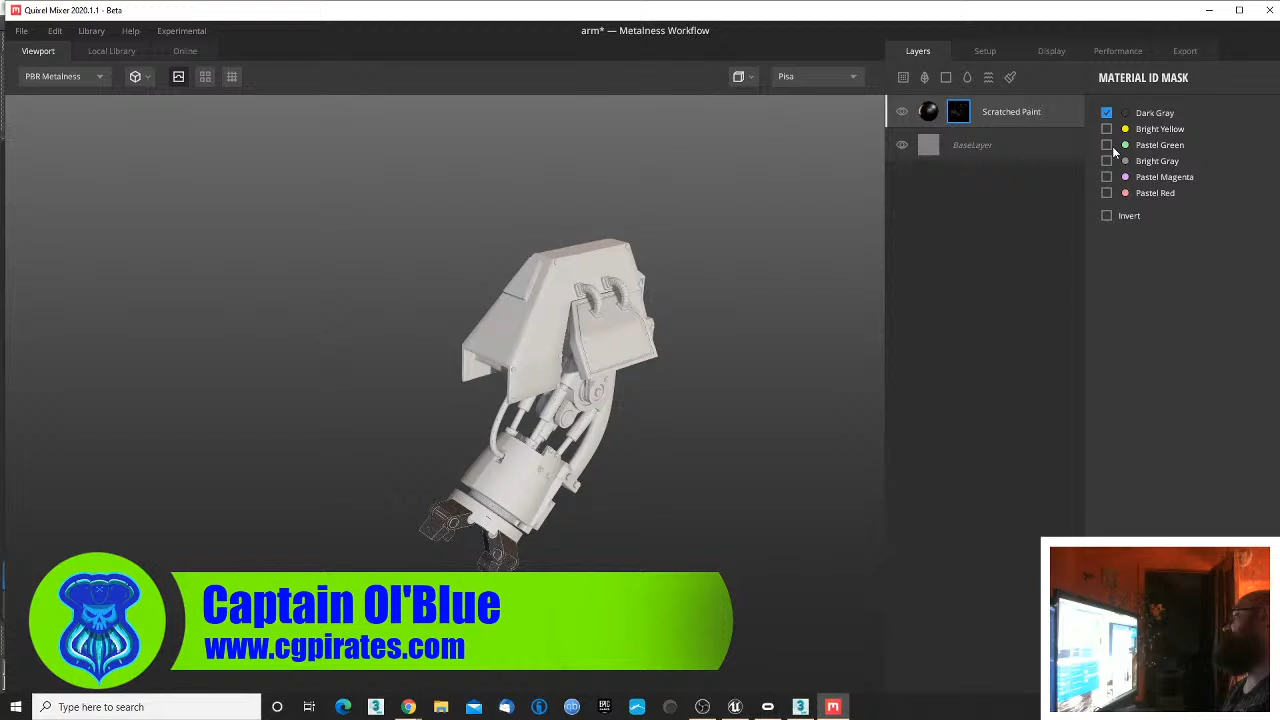 Quixel Mixer 2020.1.1 - Beta
File Edit Library Help Experimental
arm* — Metalness Workflow
Viewport Local Library Online
Layers Setup Display Performance Export
PBR Metalness
Pisa
MATERIAL ID MASK
Scratched Paint
BaseLayer
Dark Gray
Bright Yellow
Pastel Green
Bright Gray
Pastel Magenta
Pastel Red
Invert
Captain Ol'Blue
www.cgpirates.com
Type here to search